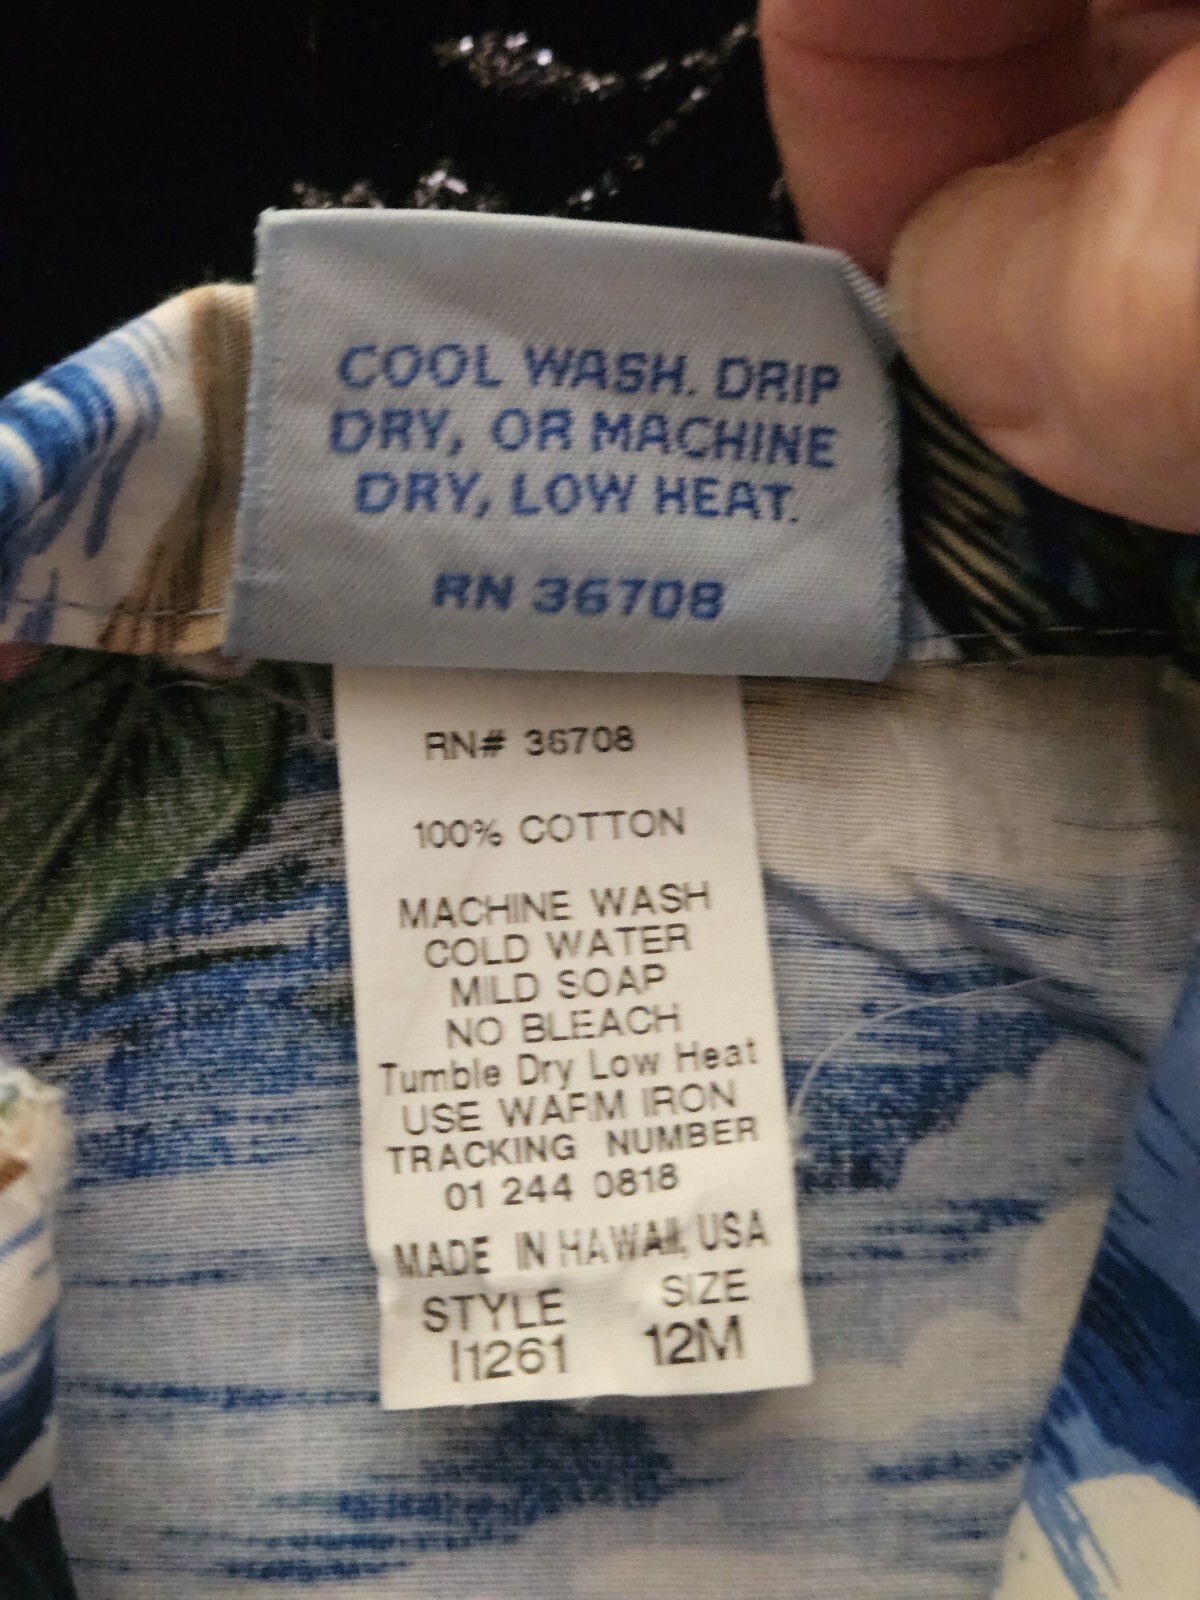 COOL WASH. DRIP
DRY, OR MACHINE
DRY, LOW HEAT.
RN 36708
RN# 36708
100% COTTON
MACHINE WASH
COLD WATER
MILD SOAP
NO BLEACH
Tumble Dry Low Heat
USE WARM IRON
TRACKING NUMBER
01 244 0818
MADE IN HAWAII, USA
STYLE SIZE
I1261 12M